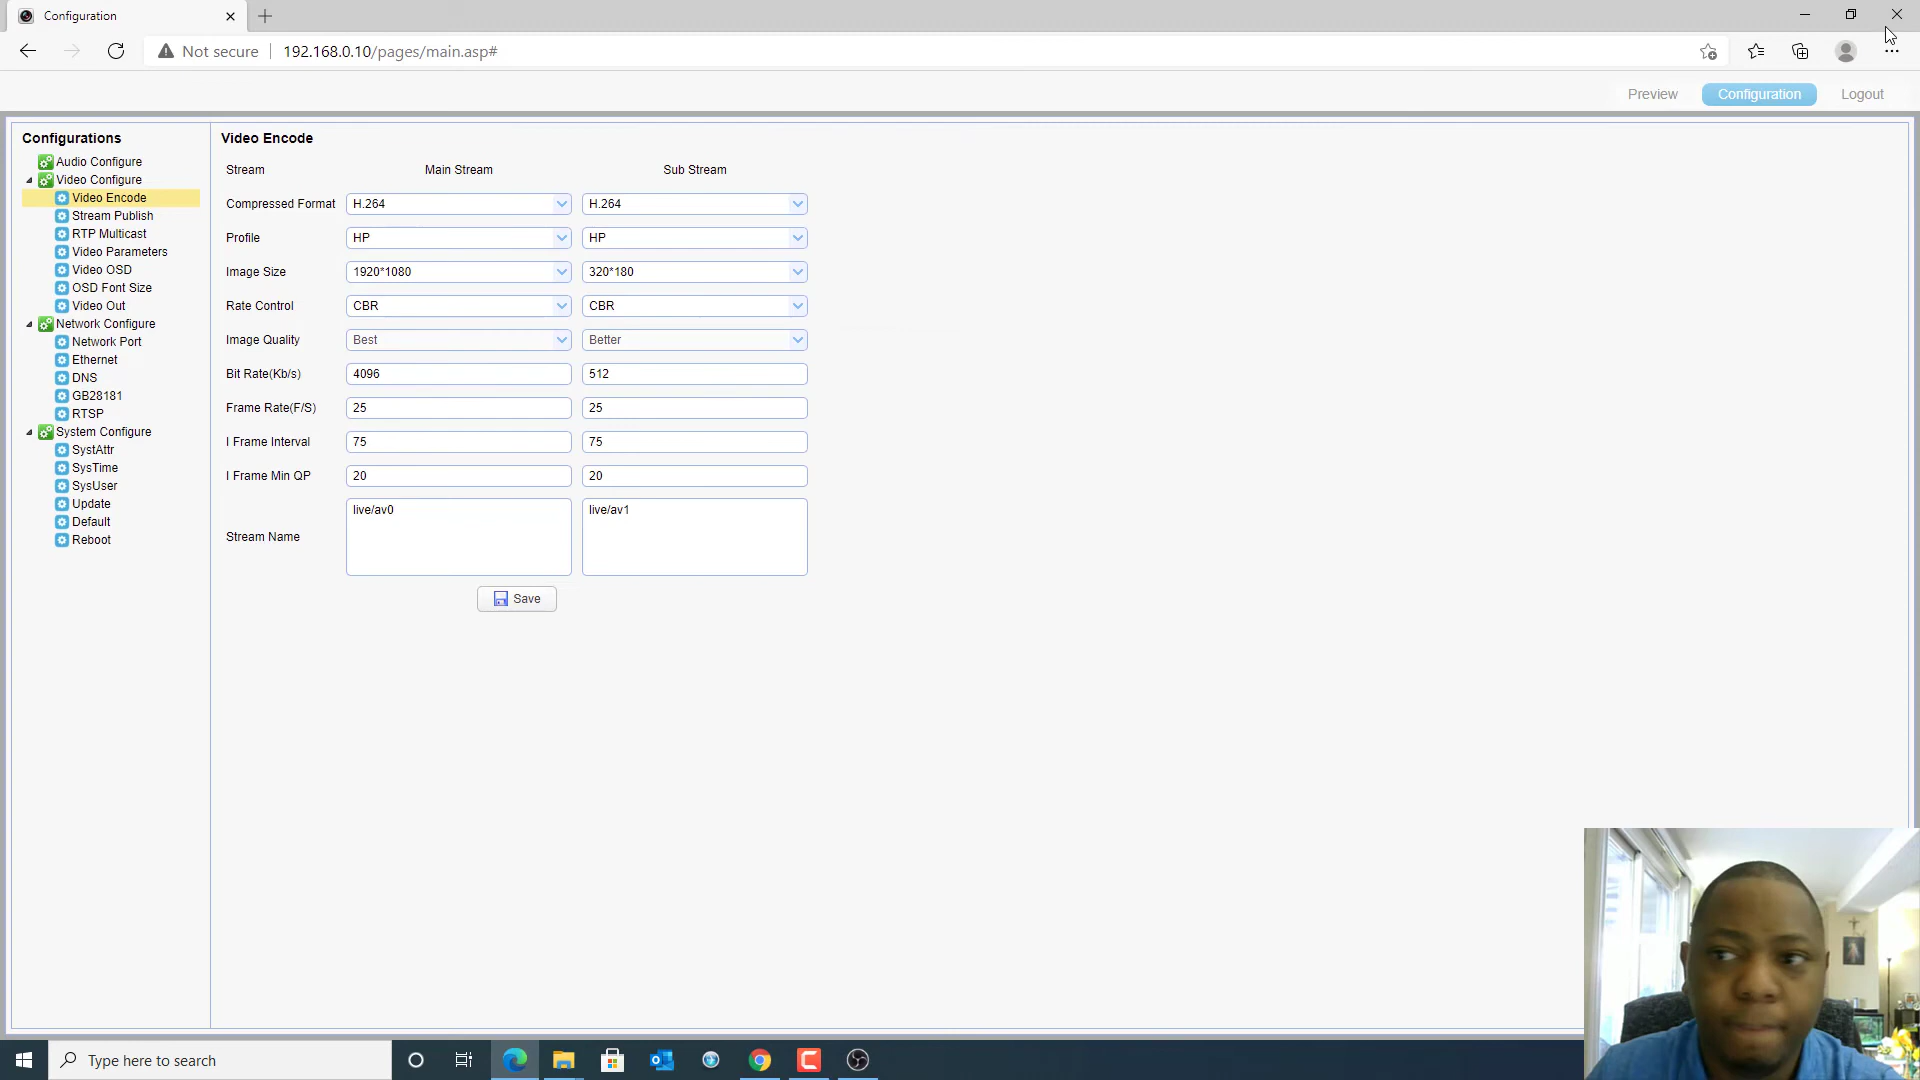 Configuration
Not secure 192.168.0.10/pages/main.asp#
Preview Configuration Logout
Configurations
Audio Configure
Video Configure
Video Encode
Stream Publish
RTP Multicast
Video Parameters
Video OSD
OSD Font Size
Video Out
Network Configure
Network Port
Ethernet
DNS
GB28181
RTSP
System Configure
SystAttr
SysTime
SysUser
Update
Default
Reboot
Video Encode
Stream Main Stream Sub Stream
Compressed Format H.264 H.264
Profile HP HP
Image Size 1920*1080 320*180
Rate Control CBR CBR
Image Quality Best Better
Bit Rate(Kb/s) 4096 512
Frame Rate(F/S) 25 25
I Frame Interval 75 75
I Frame Min QP 20 20
Stream Name live/av0 live/av1
Save
Type here to search